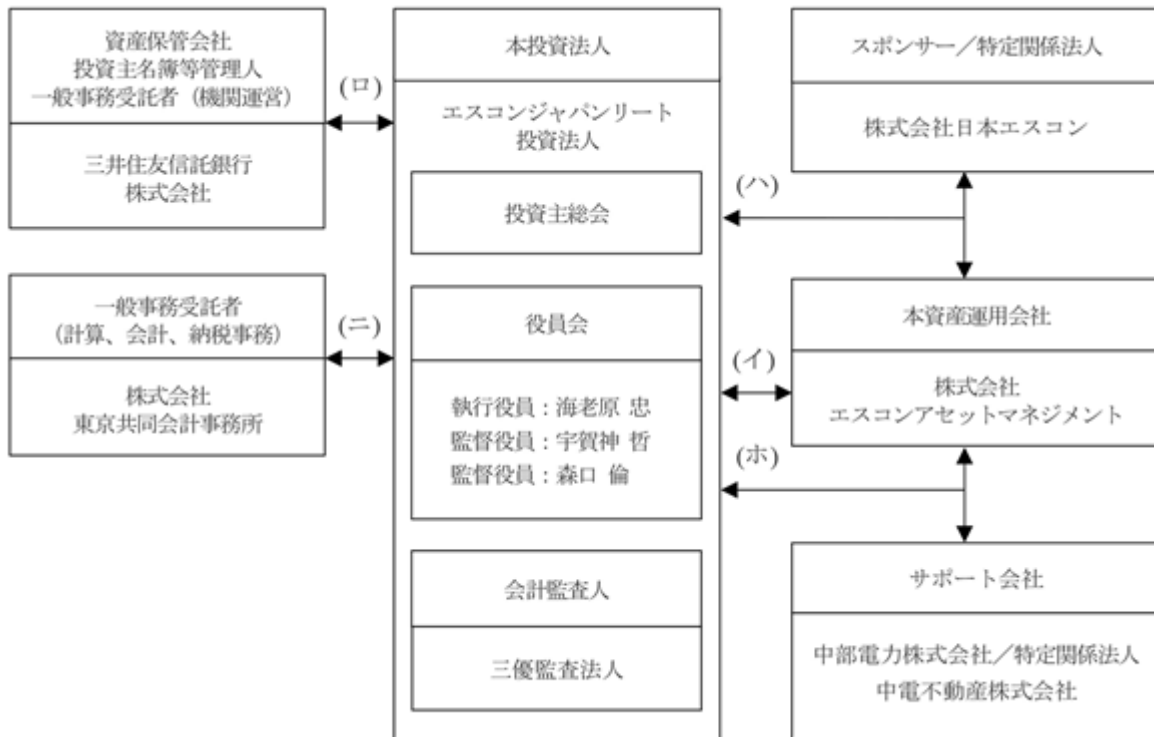 資産保管会社
投資主名簿等管理人
一般事務受託者（機関運営）
三井住友信託銀行
株式会社
(ロ)
一般事務受託者
（計算、会計、納税事務）
株式会社
東京共同会計事務所
(ニ)
本投資法人
エスコンジャパンリート
投資法人
投資主総会
役員会
執行役員：海老原 忠
監督役員：宇賀神 哲
監督役員：森口 倫
会計監査人
三優監査法人
(ハ)
(イ)
(ホ)
スポンサー／特定関係法人
株式会社日本エスコン
本資産運用会社
株式会社
エスコンアセットマネジメント
サポート会社
中部電力株式会社／特定関係法人
中電不動産株式会社